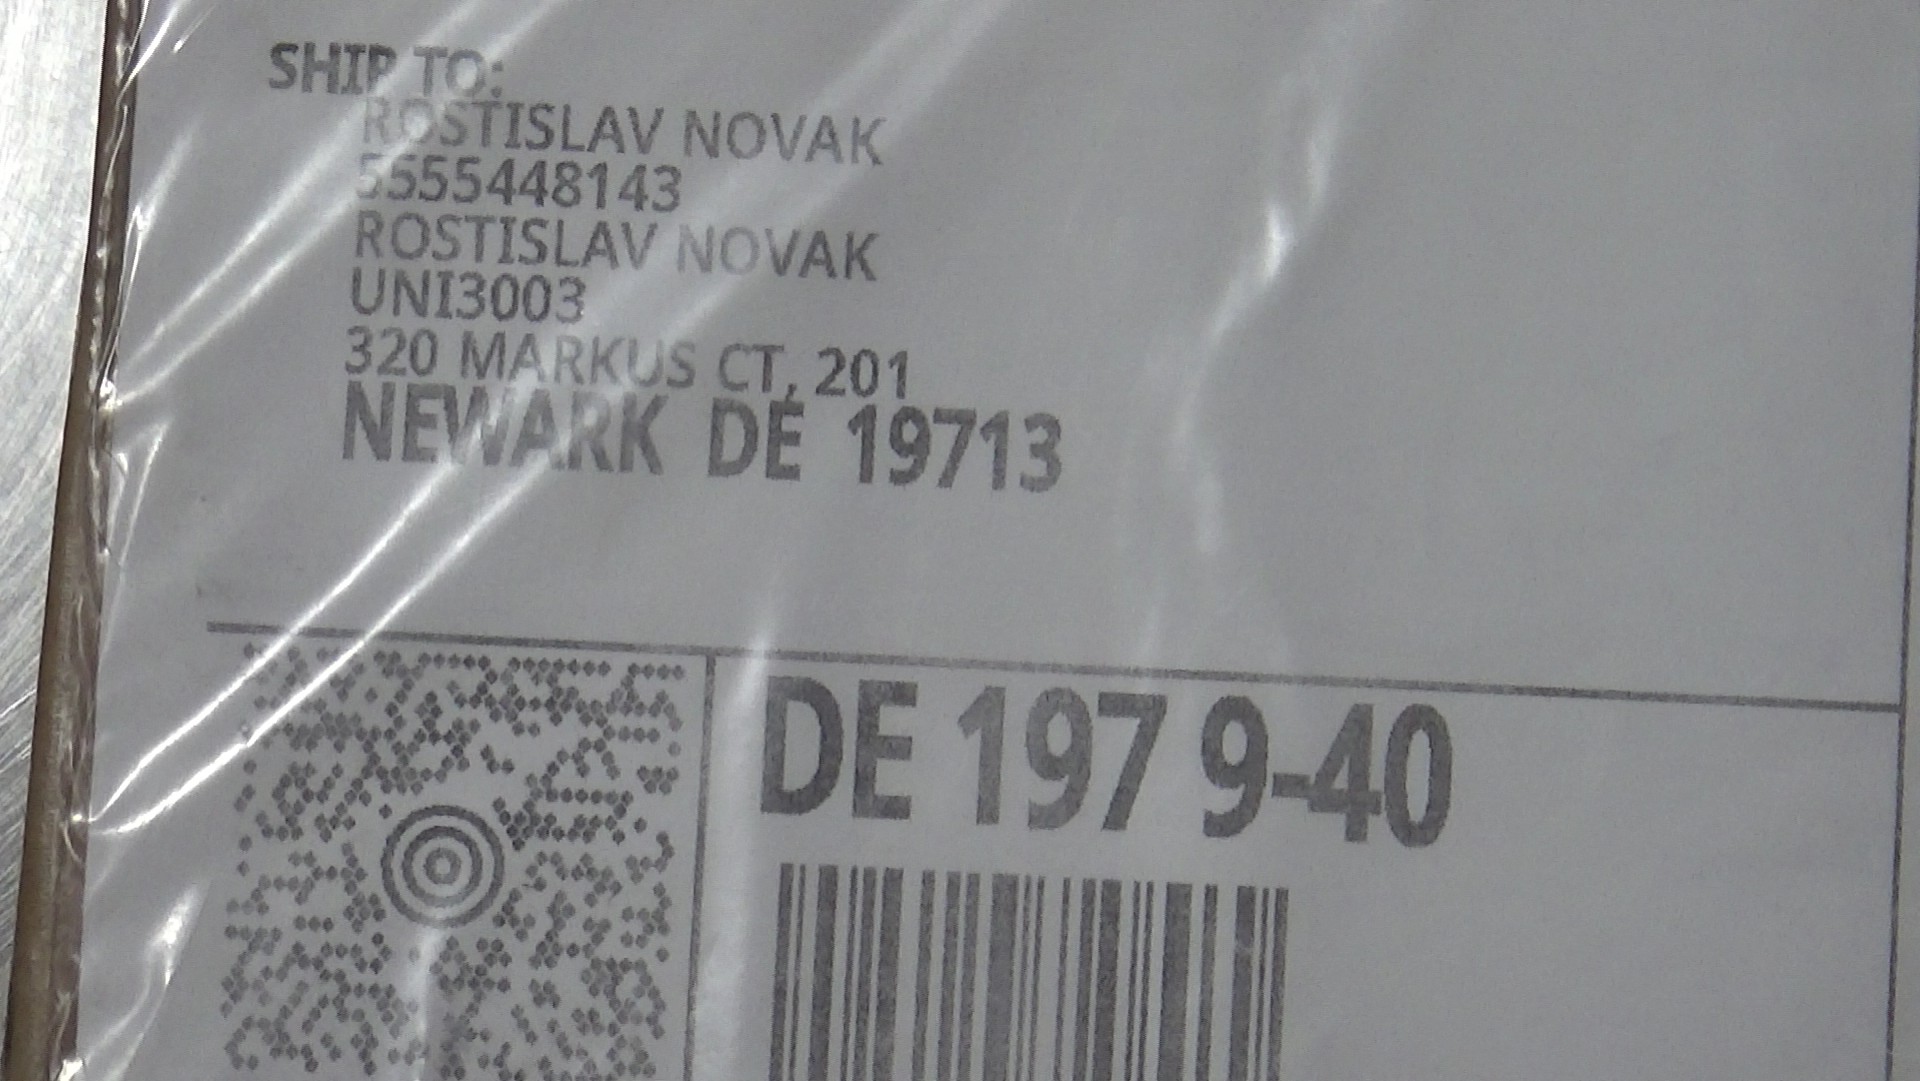 SHIP TO:
ROSTISLAV NOVAK
5555448143
ROSTISLAV NOVAK
UNI3003
320 MARKUS CT, 201
NEWARK DE 19713
DE 197 9-40